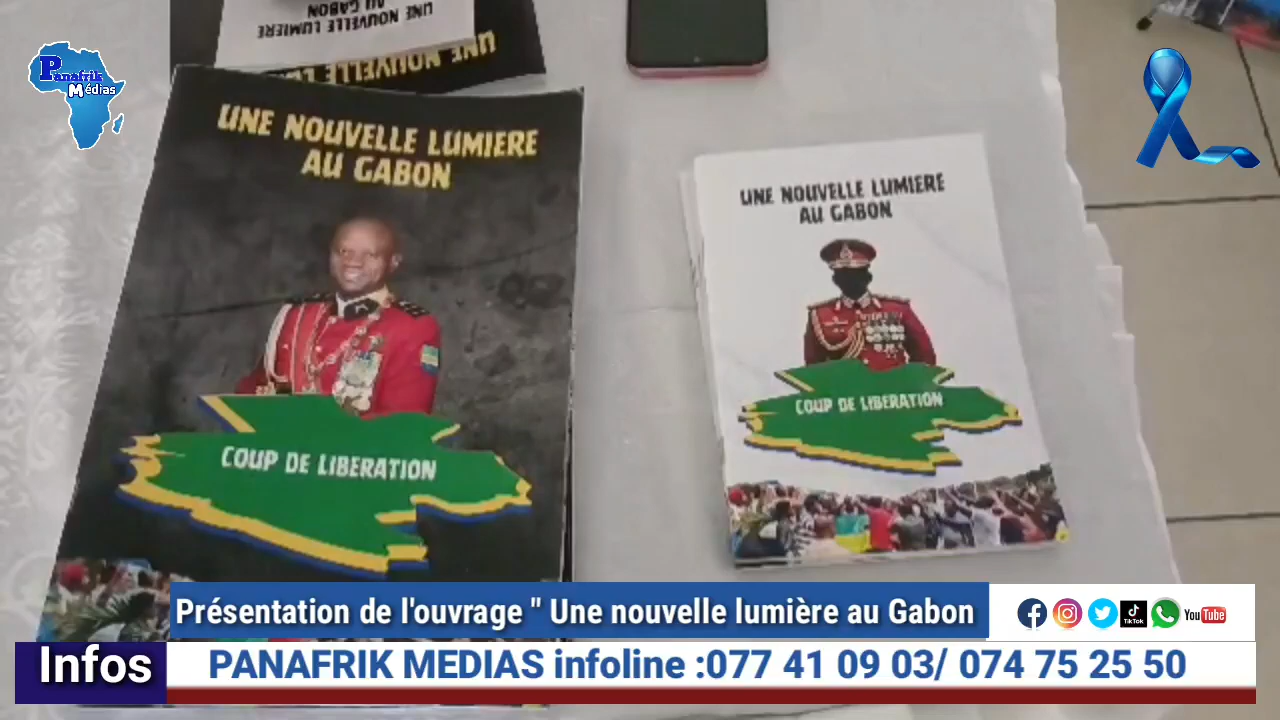 UNE NOUVELLE LUMIERE
AU GABON
UNE NOUVELLE LUMIERE
AU GABON
COUP DE LIBERATION
UNE NOUVELLE LUMIERE
AU GABON
COUP DE LIBERATION
Panafrik
Médias
Présentation de l'ouvrage " Une nouvelle lumière au Gabon
TikTok
YouTube
Infos
PANAFRIK MEDIAS infoline :077 41 09 03/ 074 75 25 50